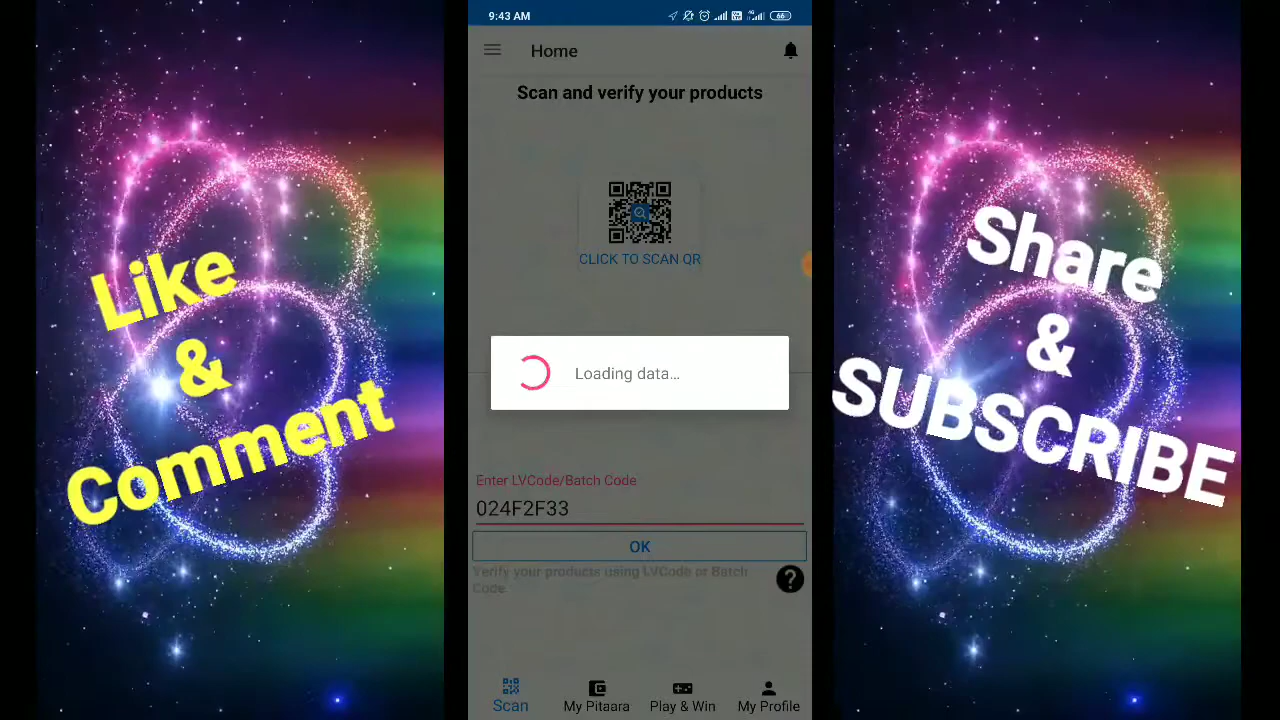 9:43 AM
66
Home
Scan and verify your products
CLICK TO SCAN QR
Loading data...
Enter LVCode/Batch Code
024F2F33
OK
Verify your products using LVCode or Batch
Code.
?
Scan
My Pitaara
Play & Win
My Profile
Like
&
Comment
Share
&
SUBSCRIBE